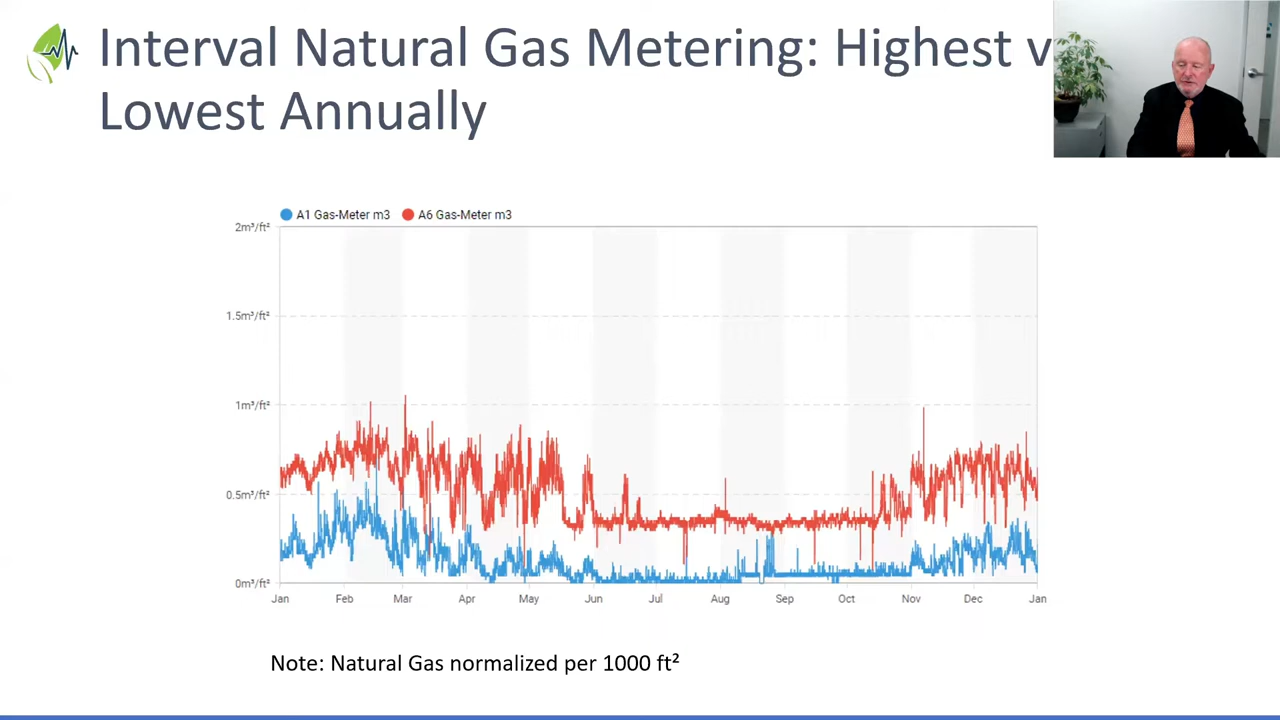 Interval Natural Gas Metering: Highest v
Lowest Annually
A1 Gas-Meter m3 A6 Gas-Meter m3
2m³/ft²
1.5m³/ft²
1m³/ft²
0.5m³/ft²
0m³/ft²
Jan Feb Mar Apr May Jun Jul Aug Sep Oct Nov Dec Jan
Note: Natural Gas normalized per 1000 ft²